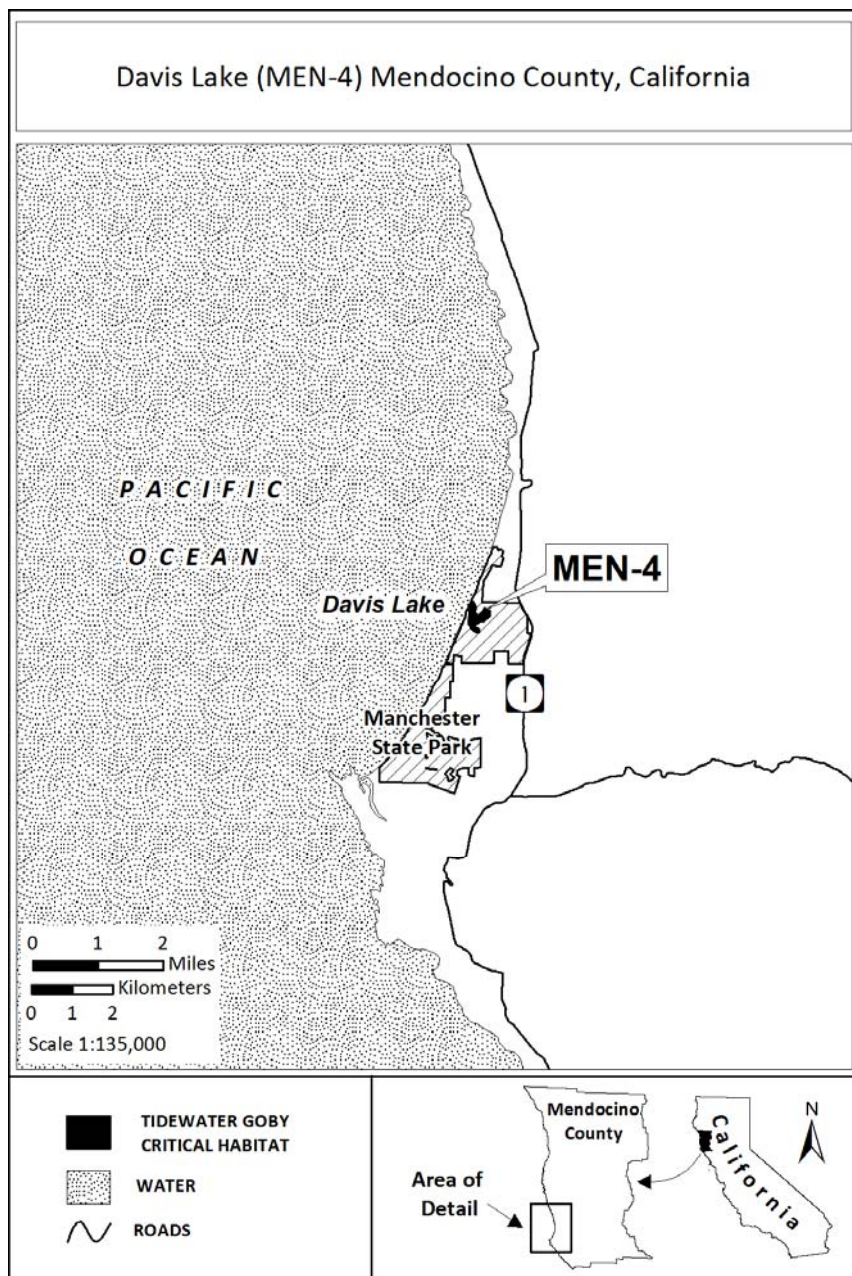 Davis Lake (MEN-4) Mendocino County, California
PACIFIC
OCEAN
MEN-4
Davis Lake
1
Manchester
State Park
0 1 2
Miles
Kilometers
0 1 2
Scale 1:135,000
TIDEWATER GOBY
CRITICAL HABITAT
WATER
ROADS
Mendocino
County
Area of
Detail
California
N